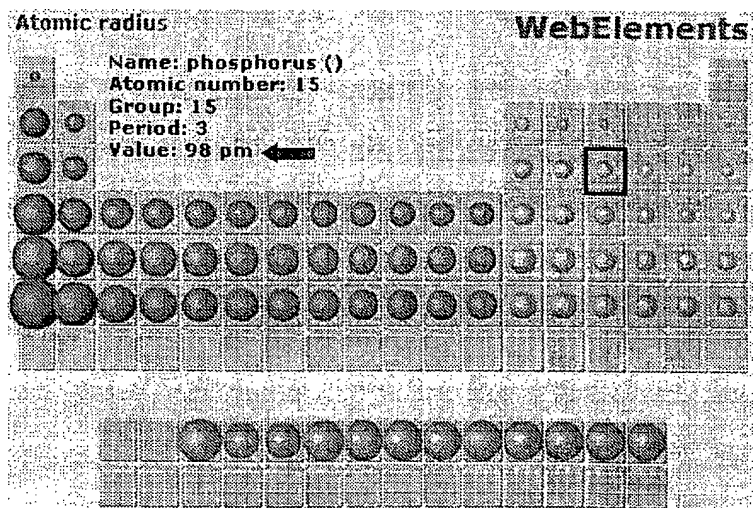 Atomic radius
WebElements
Name: phosphorus ()
Atomic number: 15
Group: 15
Period: 3
Value: 98 pm